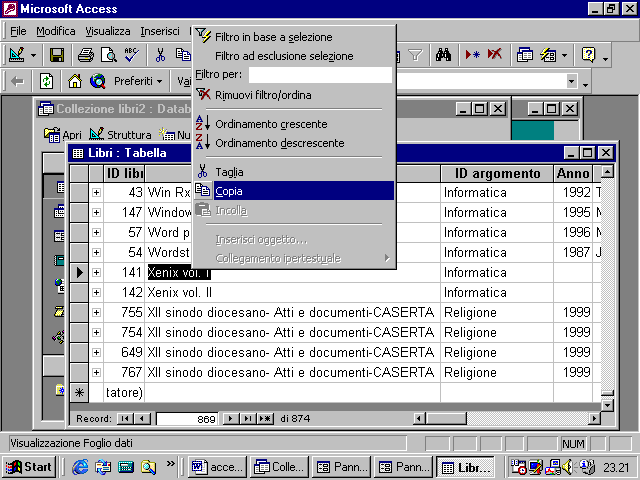 Microsoft Access
File Modifica Visualizza Inserisci
Preferiti Vai
Collezione libri2 : Datab
Apri Struttura Nu
Libri : Tabella
Filtro in base a selezione
Filtro ad esclusione selezione
Filtro per:
Rimuovi filtro/ordina
Ordinamento crescente
Ordinamento decrescente
Taglia
Copia
Incolla
Inserisci oggetto...
Collegamento ipertestuale
ID libr ID argomento Anno
43 Win Rx Informatica 1992 T
147 Window Informatica 1995 M
57 Word p Informatica 1996 M
54 Wordst Informatica 1987 J
141 Xenix vol. I Informatica
142 Xenix vol. II Informatica
755 XII sinodo diocesano- Atti e documenti-CASERTA Religione 1999
754 XII sinodo diocesano- Atti e documenti-CASERTA Religione 1999
649 XII sinodo diocesano- Atti e documenti-CASERTA Religione 1999
767 XII sinodo diocesano- Atti e documenti-CASERTA Religione 1999
tatore)
Record: 869 di 874
Visualizzazione Foglio dati NUM
Start acce... Colle... Pann... Pann... Libr... 23.21